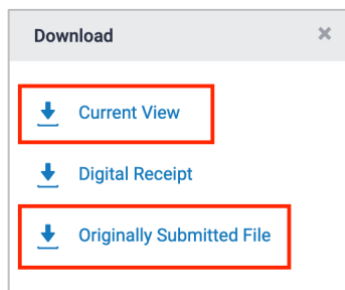 Download
Current View
Digital Receipt
Originally Submitted File